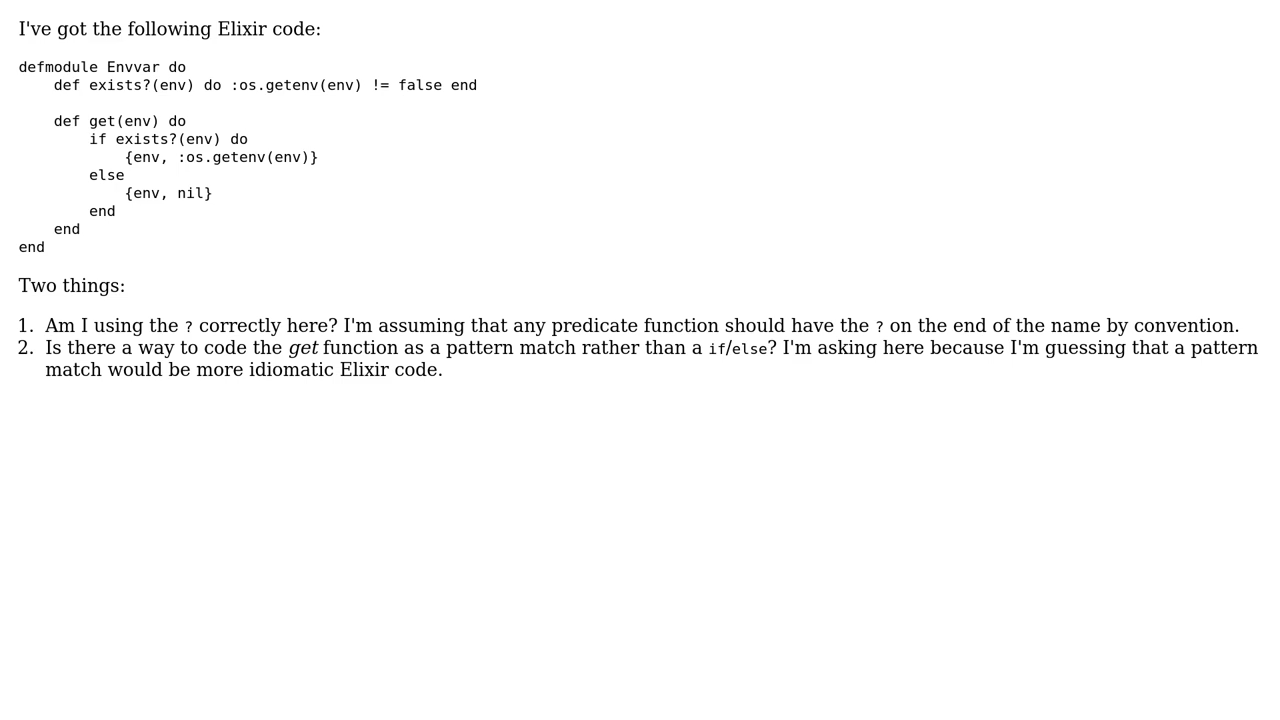 I've got the following Elixir code:
defmodule Envvar do
    def exists?(env) do :os.getenv(env) != false end
    def get(env) do
        if exists?(env) do
            {env, :os.getenv(env)}
        else
            {env, nil}
        end
    end
end
Two things:
1. Am I using the ? correctly here? I'm assuming that any predicate function should have the ? on the end of the name by convention.
2. Is there a way to code the get function as a pattern match rather than a if/else? I'm asking here because I'm guessing that a pattern
match would be more idiomatic Elixir code.